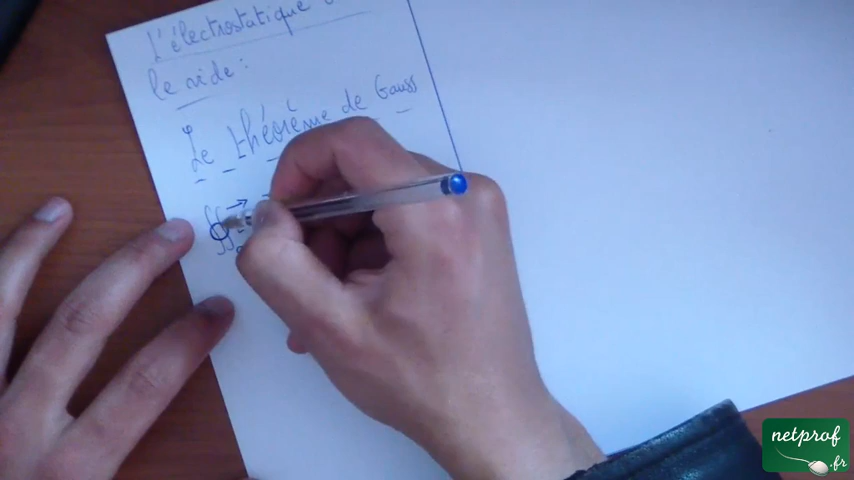 L'électrostatique
le vide :
Le théorème de Gauss
∯
netprof
.fr